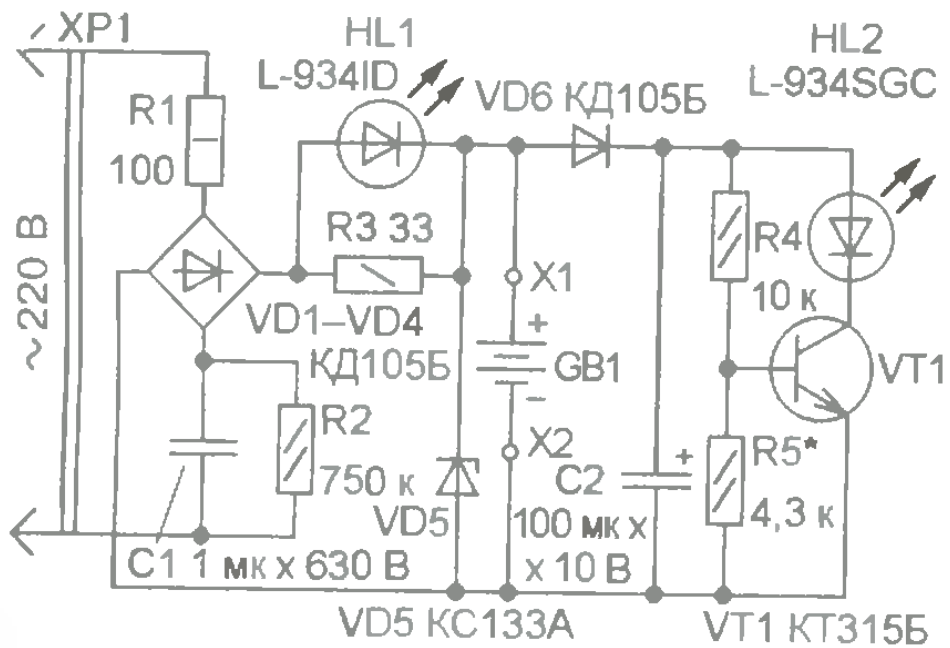 XP1
HL1
L-934ID
HL2
L-934SGC
VD6 КД105Б
R1
100
R3 33
R4
10 к
~220 В
X1
VD1–VD4
КД105Б
+
GB1
–
VT1
R2
750 к
X2
C2
+
R5*
4,3 к
VD5
100 мк х
х 10 В
C1 1 мк х 630 В
VD5 КС133А
VT1 КТ315Б